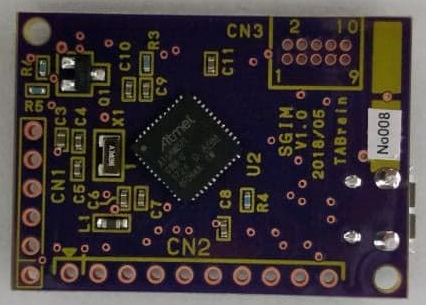 CN3
2 10
1 9
R6
R3
C10
C9
C11
R5
Q1
C3
C4
X1
C5
CN1
C6
L1
C7
Atmel
U2
C8
R4
SGIM
V1.0
2018/05
TABrain
No008
CN2